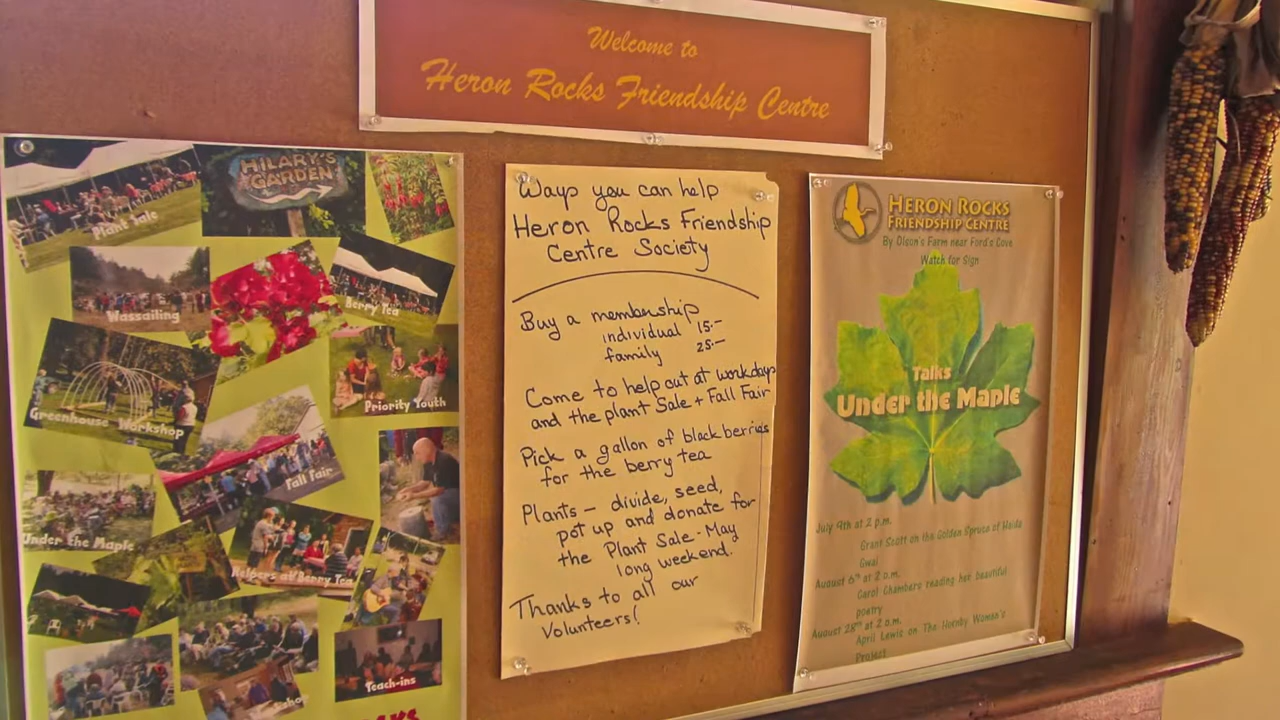 Welcome to
Heron Rocks Friendship Centre
HILARY'S
GARDEN
Plant Sale
Wassailing
Berry Tea
Greenhouse Workshop
Priority Youth
Fall Fair
Under the Maple
Helpers at Berry Tea
Teach-ins
Ways you can help
Heron Rocks Friendship
Centre Society
Buy a membership
individual 15.-
family 25.-
Come to help out at workdays
and the plant Sale + Fall Fair
Pick a gallon of blackberries
for the berry tea
Plants - divide, seed,
pot up and donate for
the Plant Sale - May
long weekend.
Thanks to all our
Volunteers!
HERON ROCKS
FRIENDSHIP CENTRE
By Olson's Farm near Ford's Cove
Watch for Sign
Talks
Under the Maple
July 9th at 2 p.m.
Grant Scott on the Golden Spruce of Haida
Gwai
August 6th at 2 p.m.
Carol Chambers reading her beautiful
poetry
August 28th at 2 p.m.
April Lewis on The Hornby Women's
Project